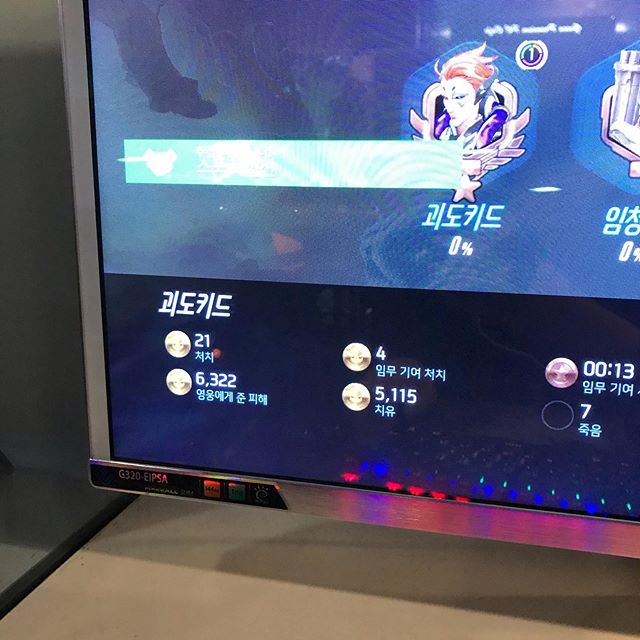 1
괴도키드
0%
임
0%
괴도키드
21
처치
4
임무 기여 처치
00:13
임무 기여
6,322
영웅에게 준 피해
5,115
치유
7
죽음
G320-EIPSA